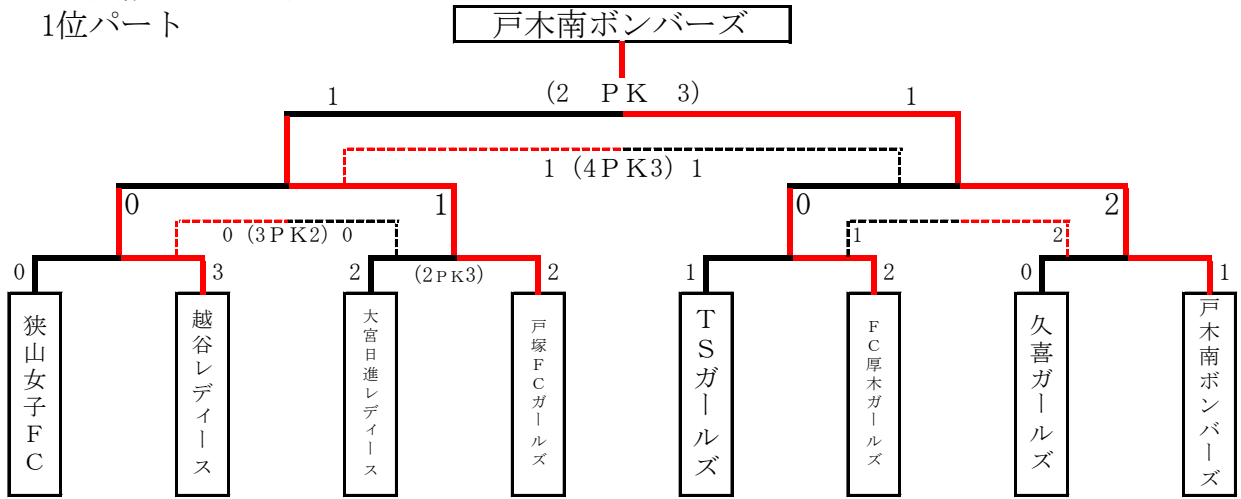 1位パート
戸木南ボンバーズ
1 (2 PK 3) 1
1 (4PK3) 1
0 1 0 2
0 (3PK2) 0 1 2
0 3 2 (2PK3) 2 1 2 0 1
狭山女子FC
越谷レディース
大宮日進レディース
戸塚FCガールズ
TSガールズ
FC厚木ガールズ
久喜ガールズ
戸木南ボンバーズ